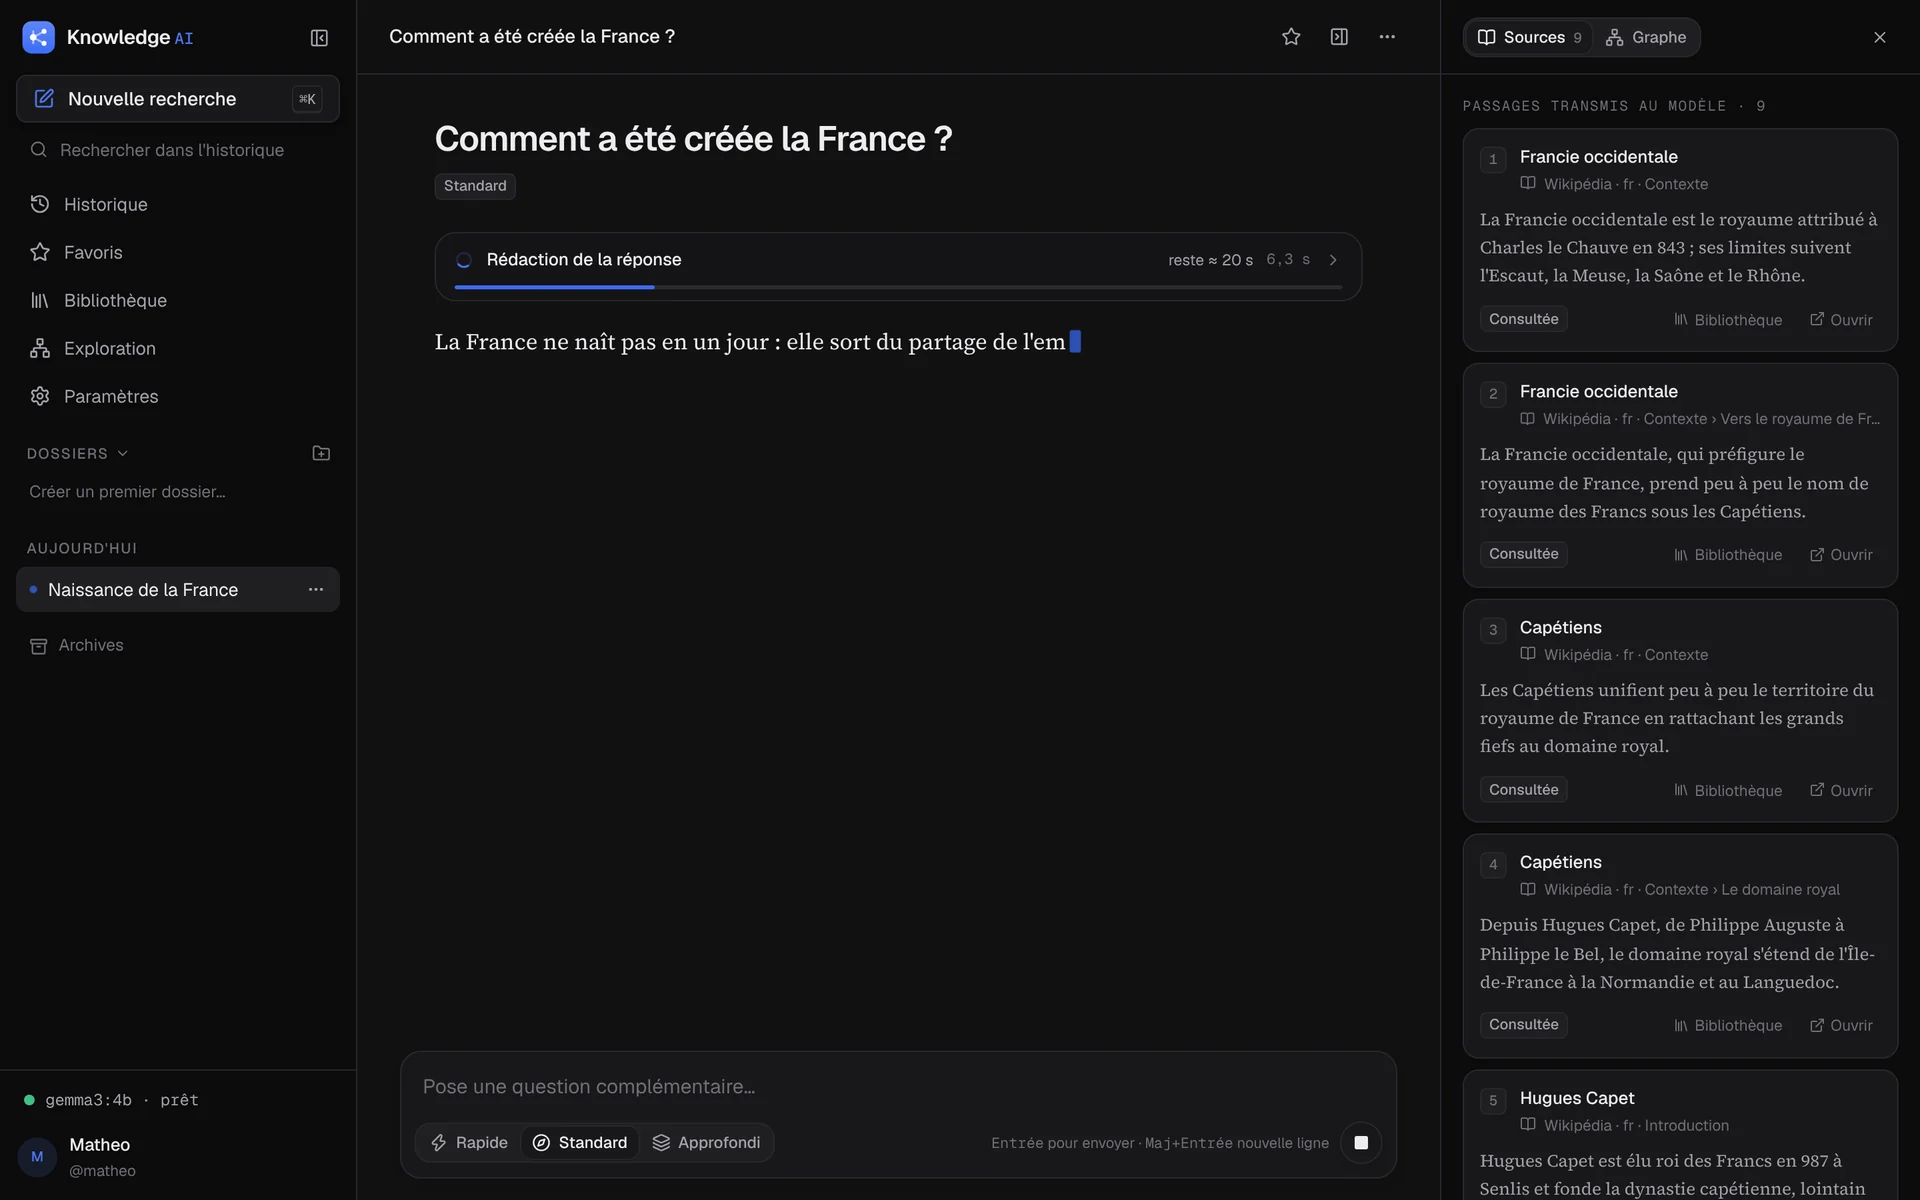 Knowledge AI
Nouvelle recherche
⌘K
Rechercher dans l'historique
Historique
Favoris
Bibliothèque
Exploration
Paramètres
DOSSIERS
Créer un premier dossier…
AUJOURD'HUI
Naissance de la France
Archives
gemma3:4b · prêt
M
Matheo
@matheo
Comment a été créée la France ?
Comment a été créée la France ?
Standard
Rédaction de la réponse
reste ≈ 20 s 6,3 s
La France ne naît pas en un jour : elle sort du partage de l'em
Pose une question complémentaire…
Rapide
Standard
Approfondi
Entrée pour envoyer · Maj+Entrée nouvelle ligne
Sources 9
Graphe
PASSAGES TRANSMIS AU MODÈLE · 9
1
Francie occidentale
Wikipédia · fr · Contexte
La Francie occidentale est le royaume attribué à
Charles le Chauve en 843 ; ses limites suivent
l'Escaut, la Meuse, la Saône et le Rhône.
Consultée
Bibliothèque
Ouvrir
2
Francie occidentale
Wikipédia · fr · Contexte › Vers le royaume de Fr…
La Francie occidentale, qui préfigure le
royaume de France, prend peu à peu le nom de
royaume des Francs sous les Capétiens.
Consultée
Bibliothèque
Ouvrir
3
Capétiens
Wikipédia · fr · Contexte
Les Capétiens unifient peu à peu le territoire du
royaume de France en rattachant les grands
fiefs au domaine royal.
Consultée
Bibliothèque
Ouvrir
4
Capétiens
Wikipédia · fr · Contexte › Le domaine royal
Depuis Hugues Capet, de Philippe Auguste à
Philippe le Bel, le domaine royal s'étend de l'Île-
de-France à la Normandie et au Languedoc.
Consultée
Bibliothèque
Ouvrir
5
Hugues Capet
Wikipédia · fr · Introduction
Hugues Capet est élu roi des Francs en 987 à
Senlis et fonde la dynastie capétienne, lointain